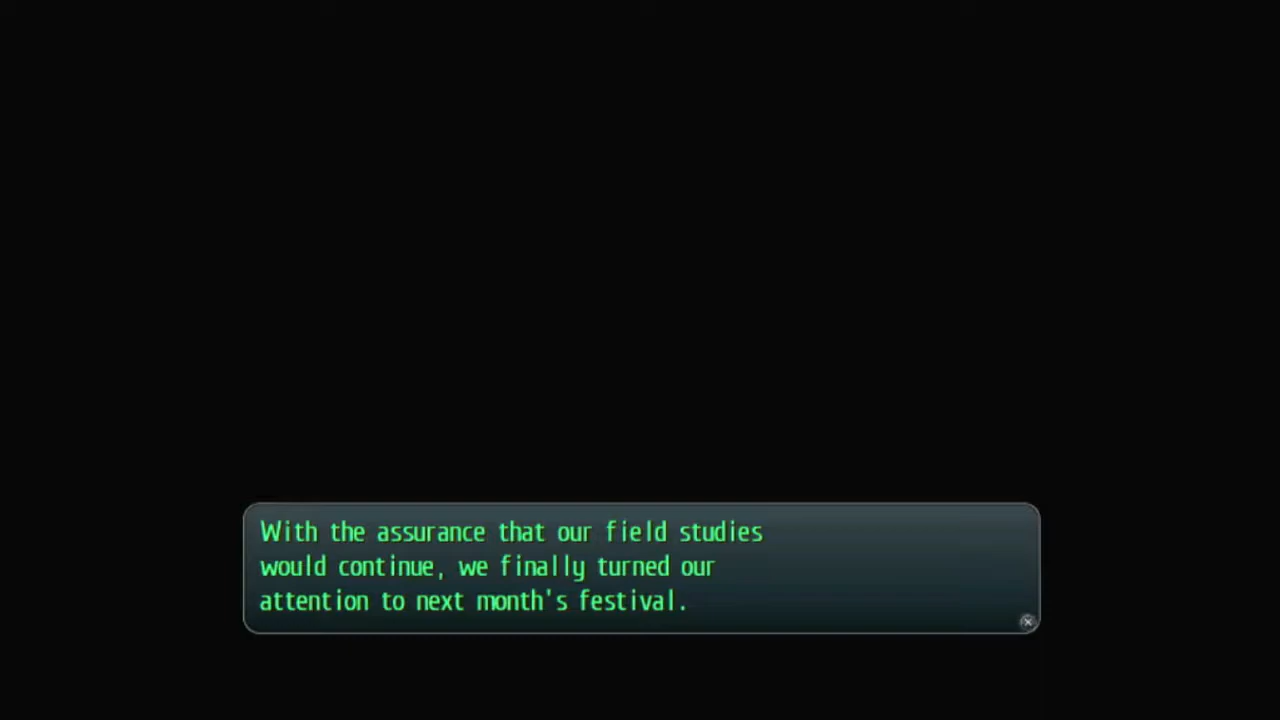 With the assurance that our field studies
would continue, we finally turned our
attention to next month's festival.